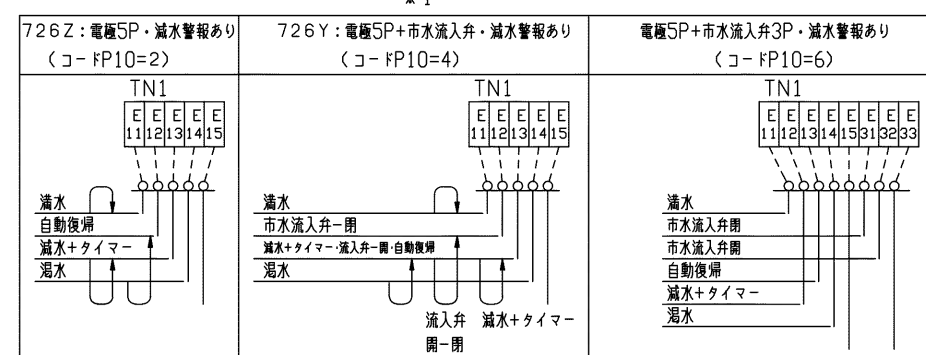 * 1
726Z:電極5P・減水警報あり
(コードP10=2)
TN1
E11 E12 E13 E14 E15
満水
自動復帰
減水+タイマー
渇水
726Y:電極5P+市水流入弁・減水警報あり
(コードP10=4)
TN1
E11 E12 E13 E14 E15
満水
市水流入弁-閉
減水+タイマー・流入弁-開・自動復帰
渇水
流入弁 減水+タイマー
開-閉
電極5P+市水流入弁3P・減水警報あり
(コードP10=6)
TN1
E11 E12 E13 E14 E15 E31 E32 E33
満水
市水流入弁閉
市水流入弁開
自動復帰
減水+タイマー
渇水